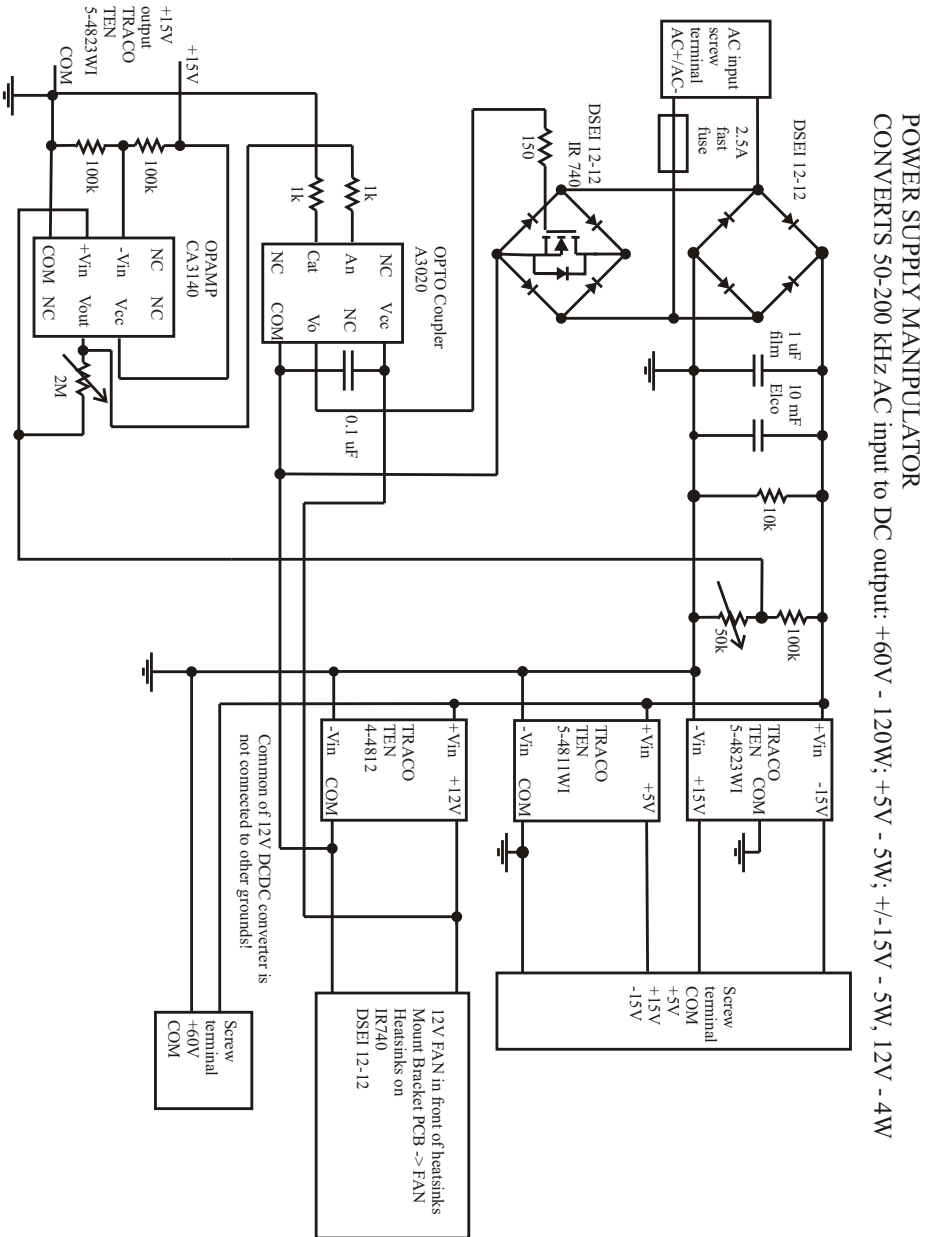 POWER SUPPLY MANIPULATOR
CONVERTS 50-200 kHz AC input to DC output: +60V - 120W; +5V - 5W; +/-15V - 5W, 12V - 4W
AC input
screw
terminal
AC+/AC-
2.5A
fast
fuse
DSEI 12-12
1 uF
film
10 mF
Elco
10k
100k
50k
+Vin -15V
TRACO
TEN COM
5-4823WI
-Vin +15V
+Vin +5V
TRACO
TEN
5-4811WI
-Vin COM
Screw
terminal
COM
+5V
+15V
-15V
DSEI 12-12
IR 740
150
OPTO Coupler
A3020
NC Vcc
An NC
Cat Vo
NC COM
1k
1k
0.1 uF
+Vin +12V
TRACO
TEN
4-4812
-Vin COM
12V FAN in front of heatsinks
Mount Bracket PCB -> FAN
Heatsinks on
IR740
DSEI 12-12
Common of 12V DCDC converter is
not connected to other grounds!
Screw
terminal
+60V
COM
+15V
+15V
output
TRACO
TEN
5-4823WI
COM
100k
100k
OPAMP
CA3140
NC NC
-Vin Vcc
+Vin Vout
COM NC
2M